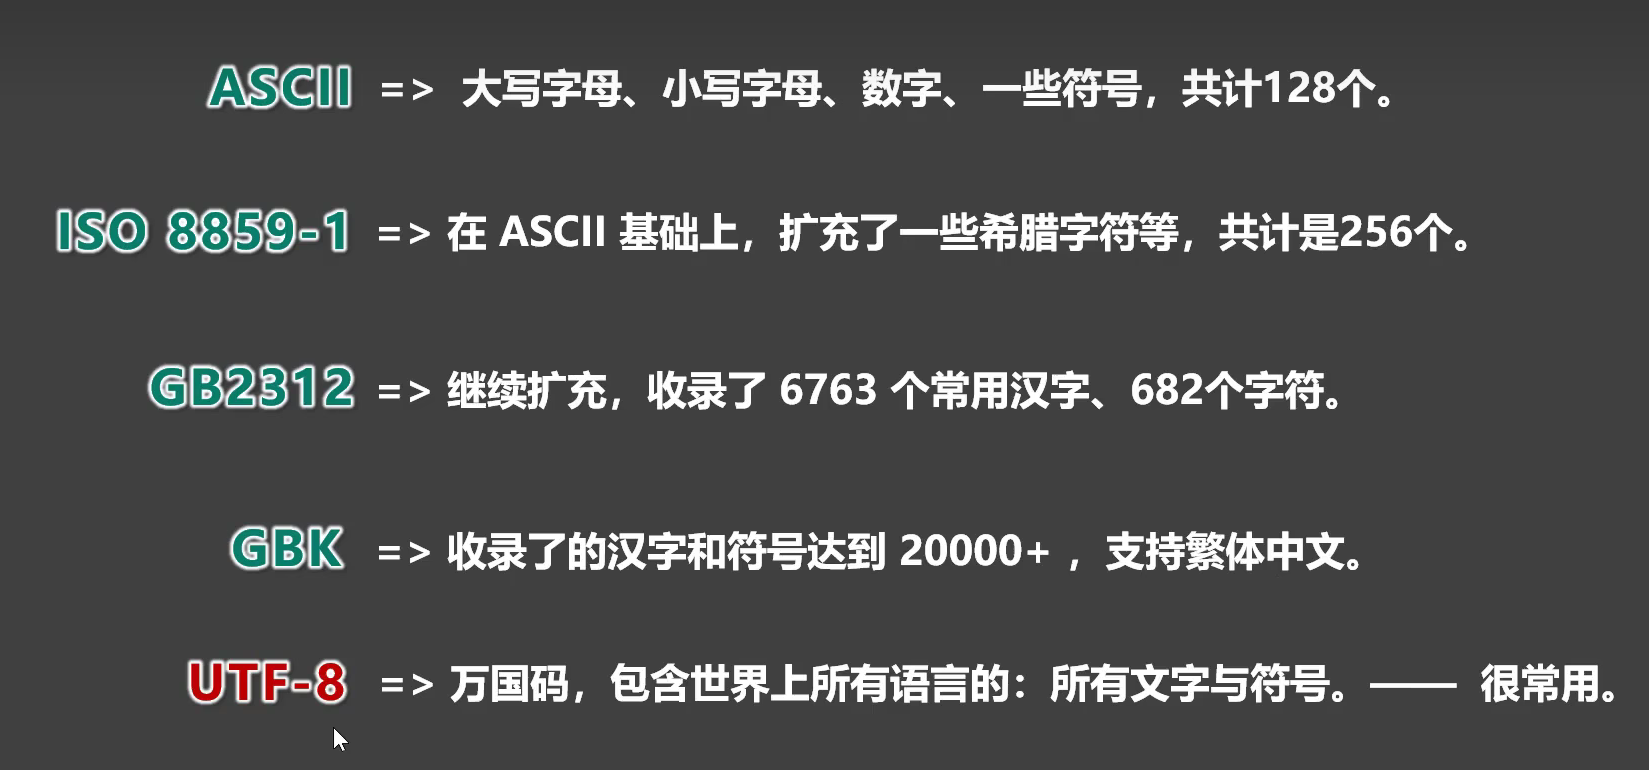 ASCII => 大写字母、小写字母、数字、一些符号，共计128个。
ISO 8859-1 => 在 ASCII 基础上，扩充了一些希腊字符等，共计是256个。
GB2312 => 继续扩充，收录了 6763 个常用汉字、682个字符。
GBK => 收录了的汉字和符号达到 20000+ ，支持繁体中文。
UTF-8 => 万国码，包含世界上所有语言的：所有文字与符号。—— 很常用。